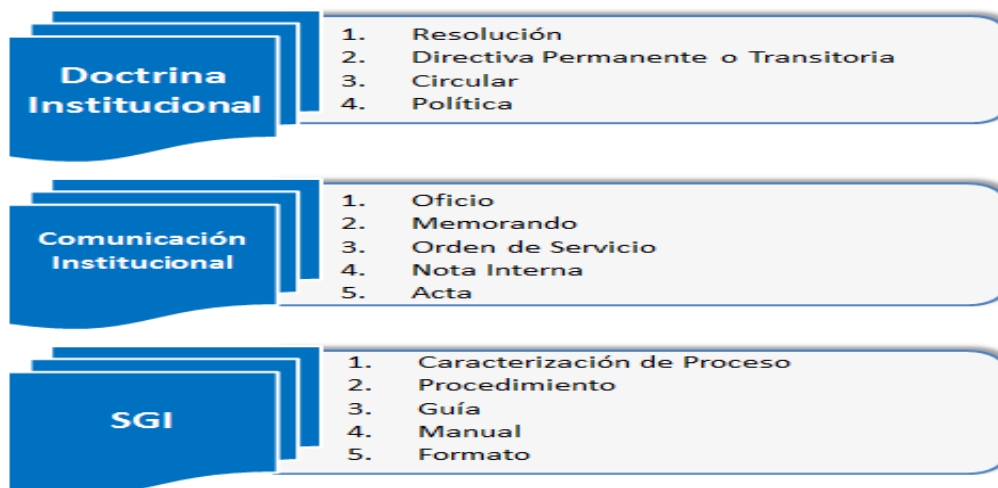 Doctrina
Institucional
1. Resolución
2. Directiva Permanente o Transitoria
3. Circular
4. Política
Comunicación
Institucional
1. Oficio
2. Memorando
3. Orden de Servicio
4. Nota Interna
5. Acta
SGI
1. Caracterización de Proceso
2. Procedimiento
3. Guía
4. Manual
5. Formato